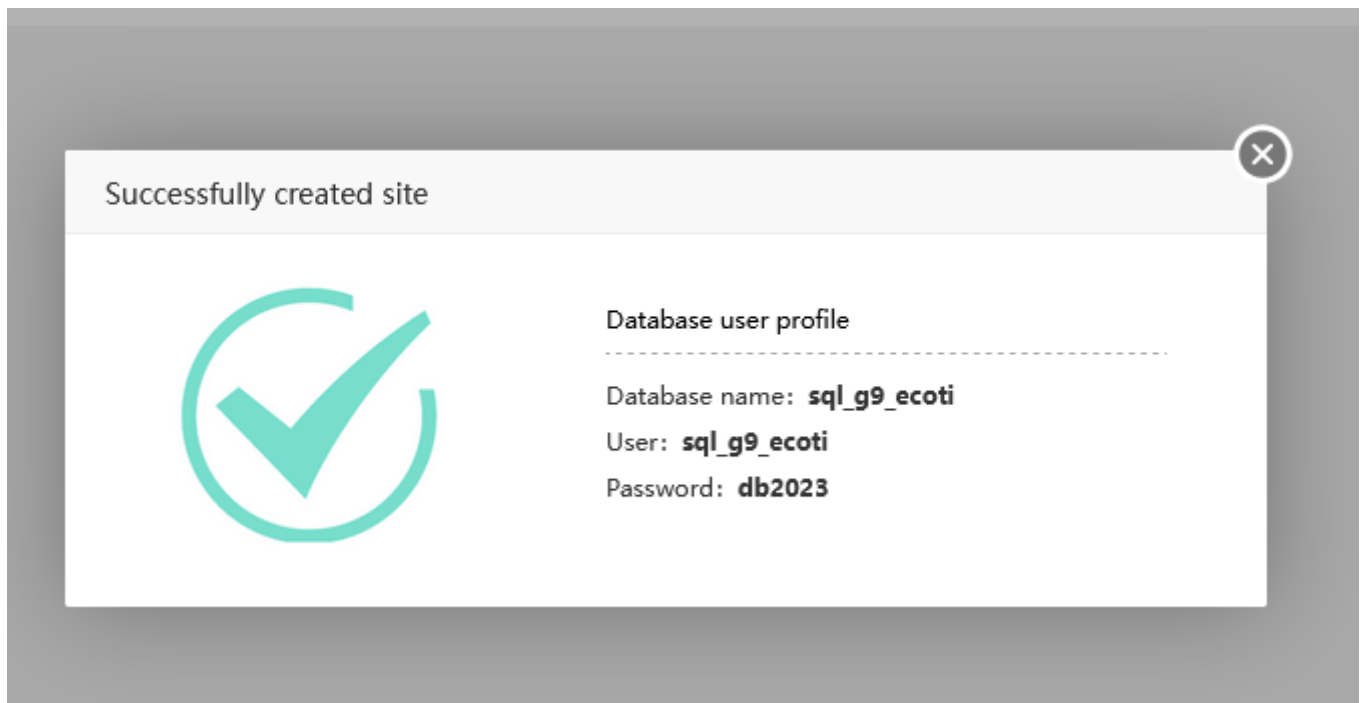 Successfully created site
Database user profile
Database name: sql_g9_ecoti
User: sql_g9_ecoti
Password: db2023